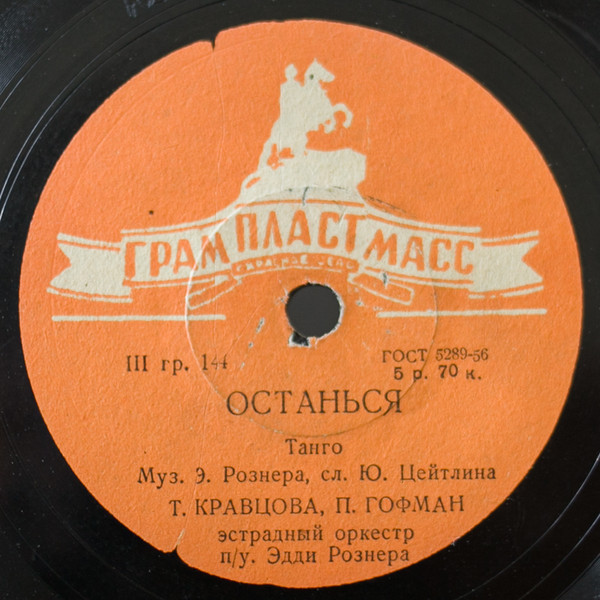 ГРАМПЛАСТМАСС
III гр. 144
ГОСТ 5289-56
5 р. 70 к.
ОСТАНЬСЯ
Танго
Муз. Э. Рознера, сл. Ю. Цейтлина
Т. КРАВЦОВА, П. ГОФМАН
эстрадный оркестр
п/у. Эдди Рознера